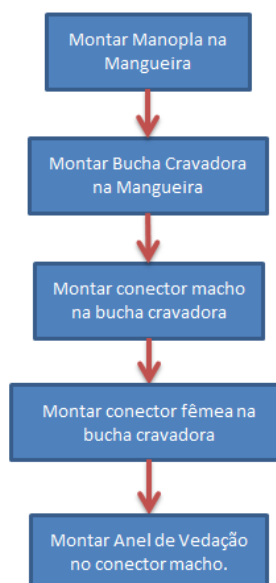 Montar Manopla na
Mangueira
Montar Bucha Cravadora
na Mangueira
Montar conector macho
na bucha cravadora
Montar conector fêmea na
bucha cravadora
Montar Anel de Vedação
no conector macho.